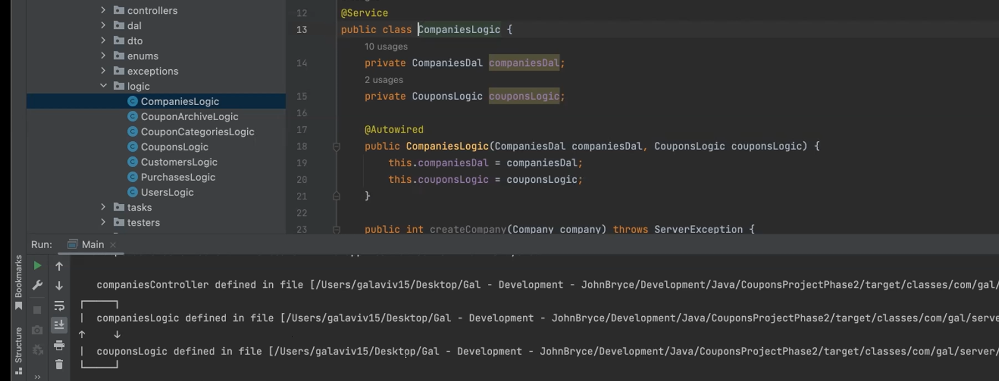 controllers
dal
dto
enums
exceptions
logic
CompaniesLogic
CouponArchiveLogic
CouponCategoriesLogic
CouponsLogic
CustomersLogic
PurchasesLogic
UsersLogic
tasks
testers
12 @Service
13 public class CompaniesLogic {
10 usages
14 private CompaniesDal companiesDal;
2 usages
15 private CouponsLogic couponsLogic;
16
17 @Autowired
18 public CompaniesLogic(CompaniesDal companiesDal, CouponsLogic couponsLogic) {
19 this.companiesDal = companiesDal;
20 this.couponsLogic = couponsLogic;
21 }
22
23 public int createCompany(Company company) throws ServerException {
Run: Main ×
Bookmarks
Structure
companiesController defined in file [/Users/galaviv15/Desktop/Gal - Development - JohnBryce/Development/Java/CouponsProjectPhase2/target/classes/com/gal/
| companiesLogic defined in file [/Users/galaviv15/Desktop/Gal - Development - JohnBryce/Development/Java/CouponsProjectPhase2/target/classes/com/gal/serve
↑ ↓
| couponsLogic defined in file [/Users/galaviv15/Desktop/Gal - Development - JohnBryce/Development/Java/CouponsProjectPhase2/target/classes/com/gal/server/